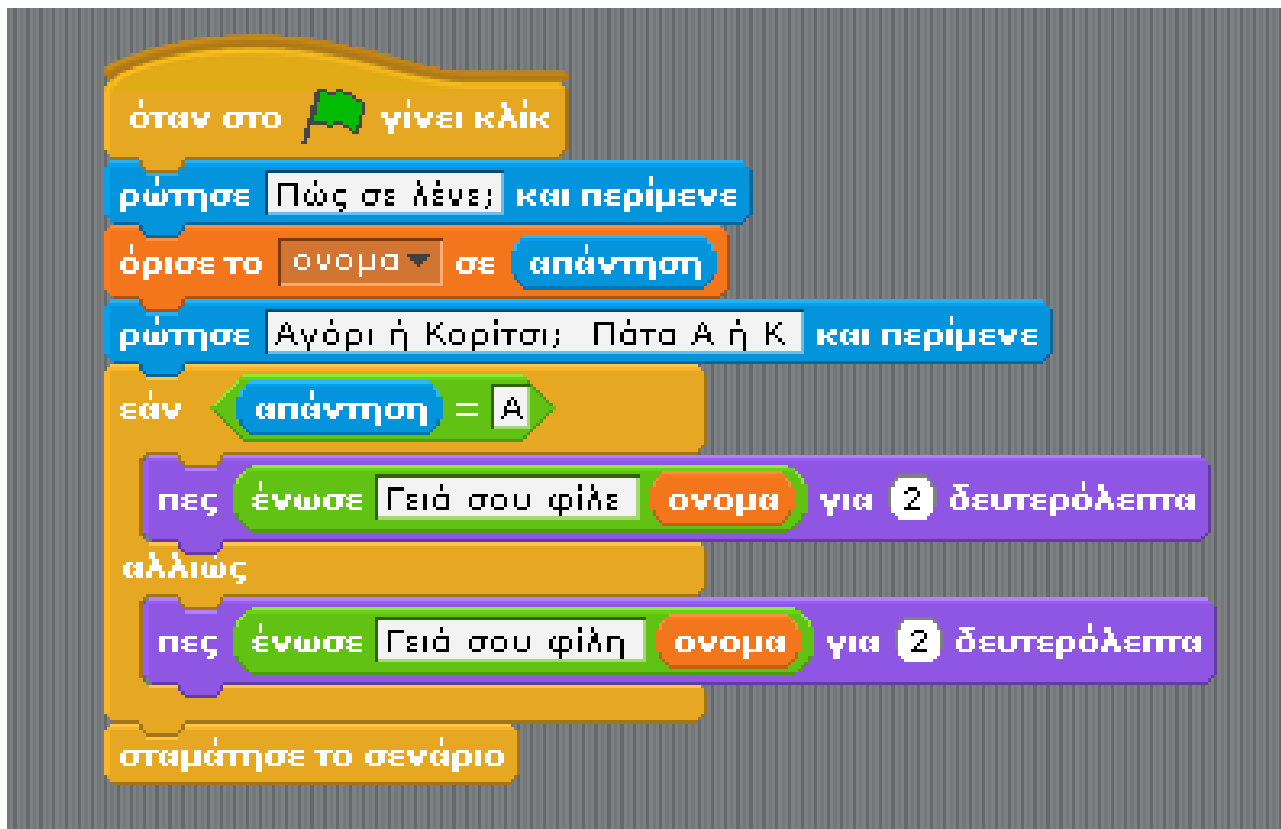 όταν στο γίνει κλίκ
ρώτησε Πώς σε λένε; και περίμενε
όρισε το ονομα σε απάντηση
ρώτησε Αγόρι ή Κορίτσι; Πάτα Α ή Κ και περίμενε
εάν απάντηση = Α
πες ένωσε Γειά σου φίλε ονομα για 2 δευτερόλεπτα
αλλιώς
πες ένωσε Γειά σου φίλη ονομα για 2 δευτερόλεπτα
σταμάτησε το σενάριο